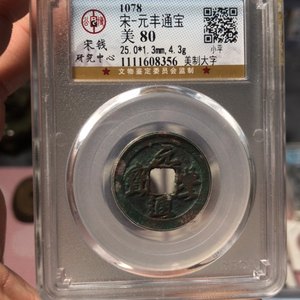 1078
宋-元丰通宝
美 80
宋钱
研究中心
25.0*1.3mm,4.3g
小平
1111608356
美制大字
★文物鉴定委员会官员监制★
元
通